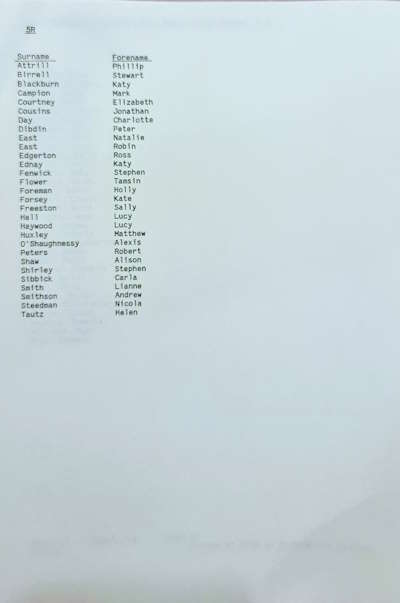 5R
Surname Forename
Attrill Phillip
Birrell Stewart
Blackburn Katy
Campion Mark
Courtney Elizabeth
Cousins Jonathan
Day Charlotte
Dibdin Peter
East Natalie
East Robin
Edgerton Ross
Ednay Katy
Fenwick Stephen
Flower Tamsin
Foreman Holly
Forsey Kate
Freeston Sally
Hall Lucy
Haywood Lucy
Huxley Matthew
O'Shaughnessy Alexis
Peters Robert
Shaw Alison
Shirley Stephen
Sibbick Carla
Smith Lianne
Smithson Andrew
Steedman Nicola
Tautz Helen